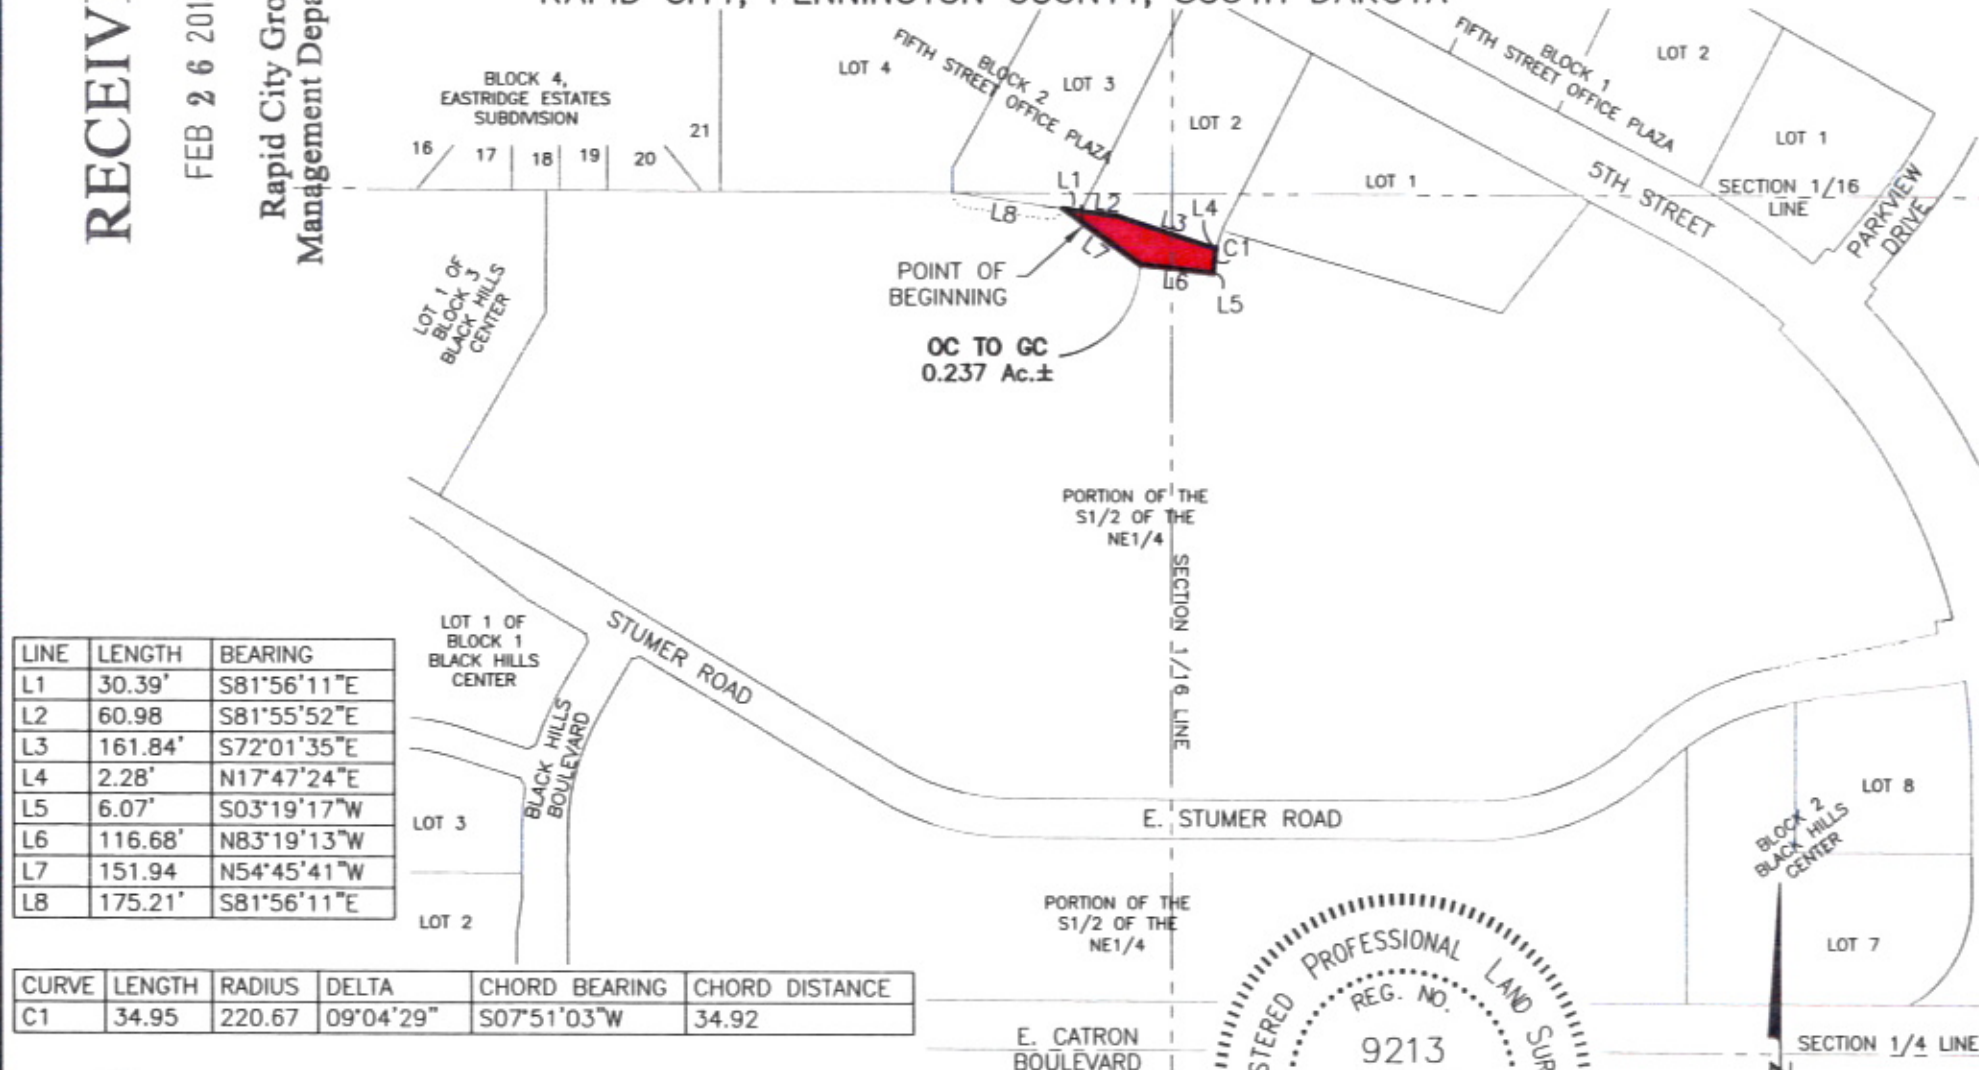 RAPID CITY, PENNINGTON COUNTY, SOUTH DAKOTA
FEB 2 6 201
Rapid City Gro
BLOCK 4,
EASTRIDGE ESTATES
SUBDIVISION
16
17
18
19
20
21
LOT 4
BLOCK 2
FIFTH STREET OFFICE PLAZA
LOT 3
LOT 2
LOT 1
FIFTH STREET OFFICE PLAZA
BLOCK 1
LOT 2
LOT 1
5TH STREET
SECTION 1/16
LINE
PARKVIEW
DRIVE
L1
L2
L3
L4
C1
L5
L6
L7
L8
POINT OF
BEGINNING
OC TO GC
0.237 Ac.±
LOT 1 OF
BLOCK 3
BLACK HILLS
CENTER
PORTION OF THE
S1/2 OF THE
NE1/4
SECTION 1/16 LINE
LOT 1 OF
BLOCK 1
BLACK HILLS
CENTER
STUMER ROAD
BLACK HILLS
BOULEVARD
LOT 3
LOT 2
E. STUMER ROAD
BLOCK 2
BLACK HILLS
CENTER
LOT 8
LOT 7
PORTION OF THE
S1/2 OF THE
NE1/4
E. CATRON
BOULEVARD
SECTION 1/4 LINE
LINE LENGTH BEARING
L1 30.39' S81°56'11"E
L2 60.98 S81°55'52"E
L3 161.84' S72°01'35"E
L4 2.28' N17°47'24"E
L5 6.07' S03°19'17"W
L6 116.68' N83°19'13"W
L7 151.94 N54°45'41"W
L8 175.21' S81°56'11"E
CURVE LENGTH RADIUS DELTA CHORD BEARING CHORD DISTANCE
C1 34.95 220.67 09°04'29" S07°51'03"W 34.92
PROFESSIONAL LAND
REG. NO.
9213